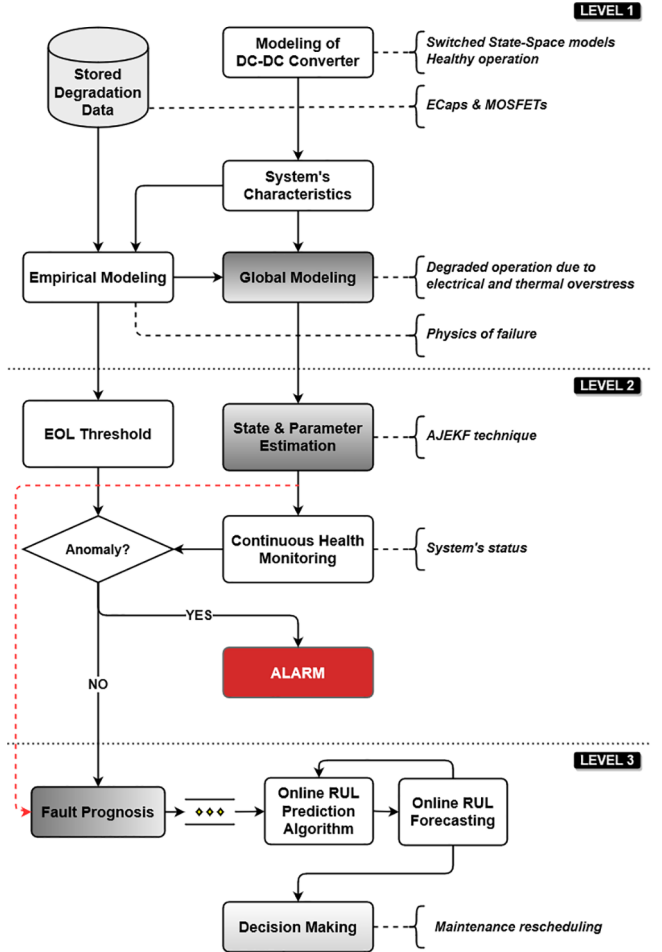 LEVEL 1
Stored
Degradation
Data
Modeling of
DC-DC Converter
Switched State-Space models
Healthy operation
ECaps & MOSFETs
System's
Characteristics
Empirical Modeling
Global Modeling
Degraded operation due to
electrical and thermal overstress
Physics of failure
LEVEL 2
EOL Threshold
State & Parameter
Estimation
AJEKF technique
Anomaly?
Continuous Health
Monitoring
System's status
YES
ALARM
NO
LEVEL 3
Fault Prognosis
Online RUL
Prediction
Algorithm
Online RUL
Forecasting
Decision Making
Maintenance rescheduling